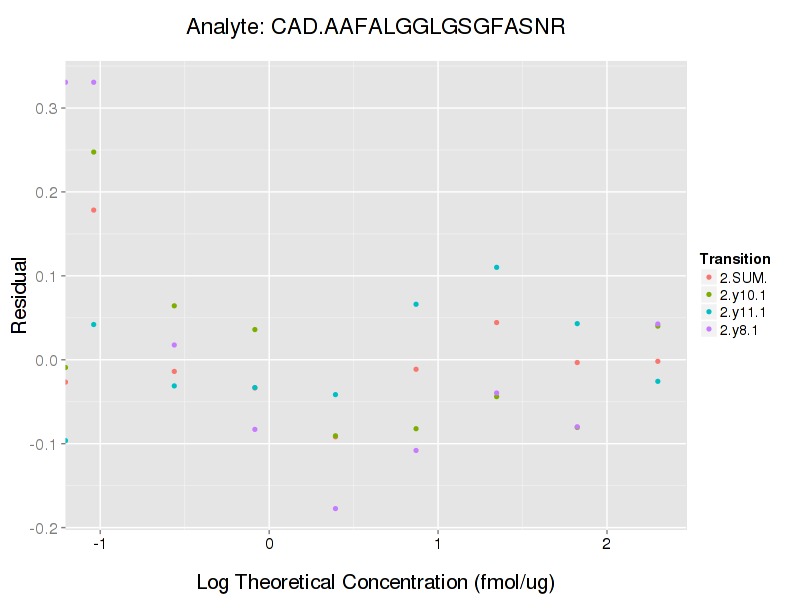 Analyte: CAD.AAFALGGLGSGFASNR
0.3
0.2
0.1
0.0
-0.1
-0.2
Residual
-1 0 1 2
Log Theoretical Concentration (fmol/ug)
Transition
2.SUM.
2.y10.1
2.y11.1
2.y8.1